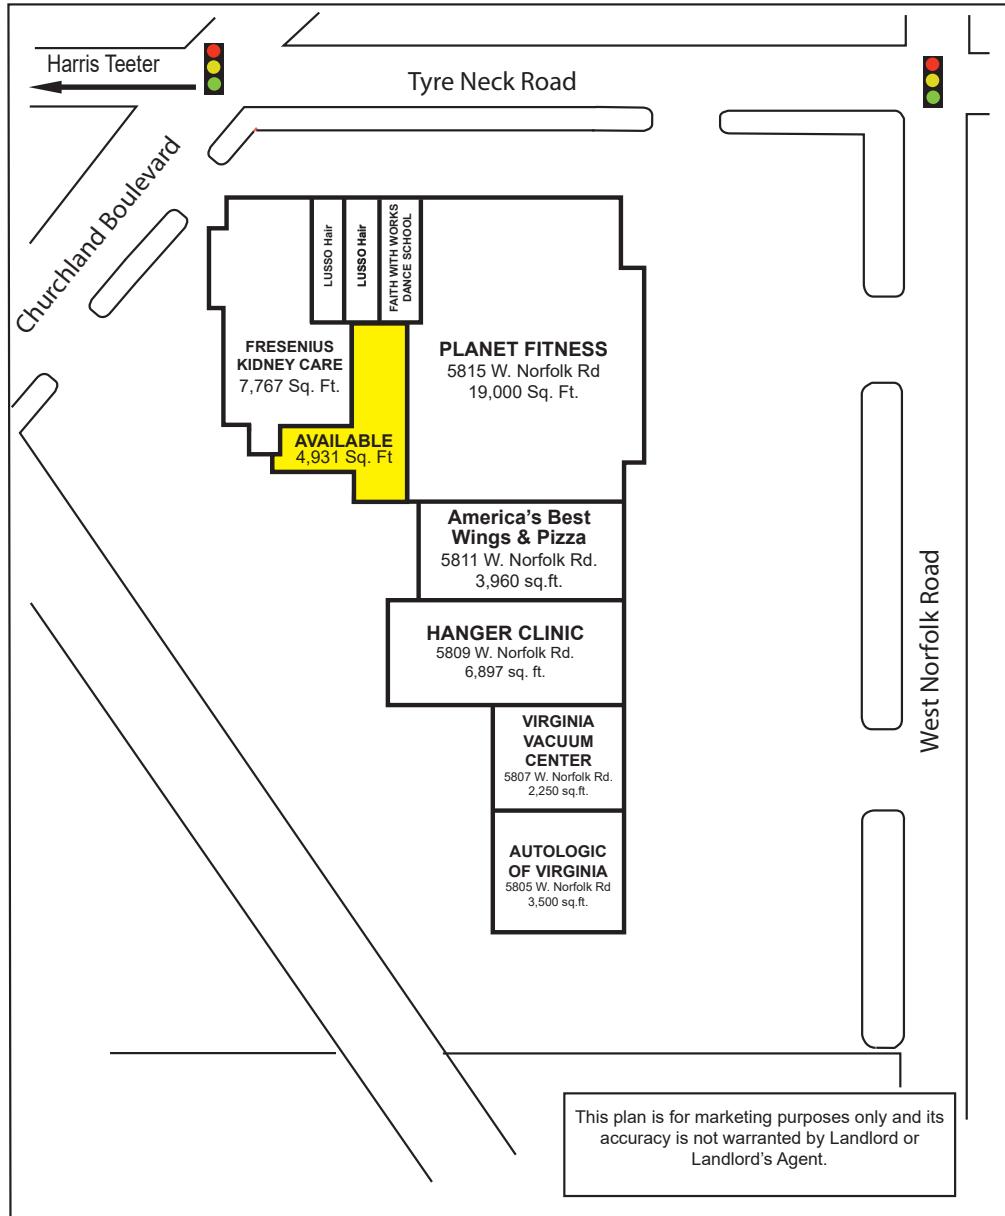 Harris Teeter
Tyre Neck Road
Churchland Boulevard
LUSSO Hair
LUSSO Hair
FAITH WITH WORKS
DANCE SCHOOL
FRESENIUS
KIDNEY CARE
7,767 Sq. Ft.
PLANET FITNESS
5815 W. Norfolk Rd
19,000 Sq. Ft.
AVAILABLE
4,931 Sq. Ft
America’s Best
Wings & Pizza
5811 W. Norfolk Rd.
3,960 sq.ft.
HANGER CLINIC
5809 W. Norfolk Rd.
6,897 sq. ft.
West Norfolk Road
VIRGINIA
VACUUM
CENTER
5807 W. Norfolk Rd.
2,250 sq.ft.
AUTOLOGIC
OF VIRGINIA
5805 W. Norfolk Rd
3,500 sq.ft.
This plan is for marketing purposes only and its
accuracy is not warranted by Landlord or
Landlord’s Agent.